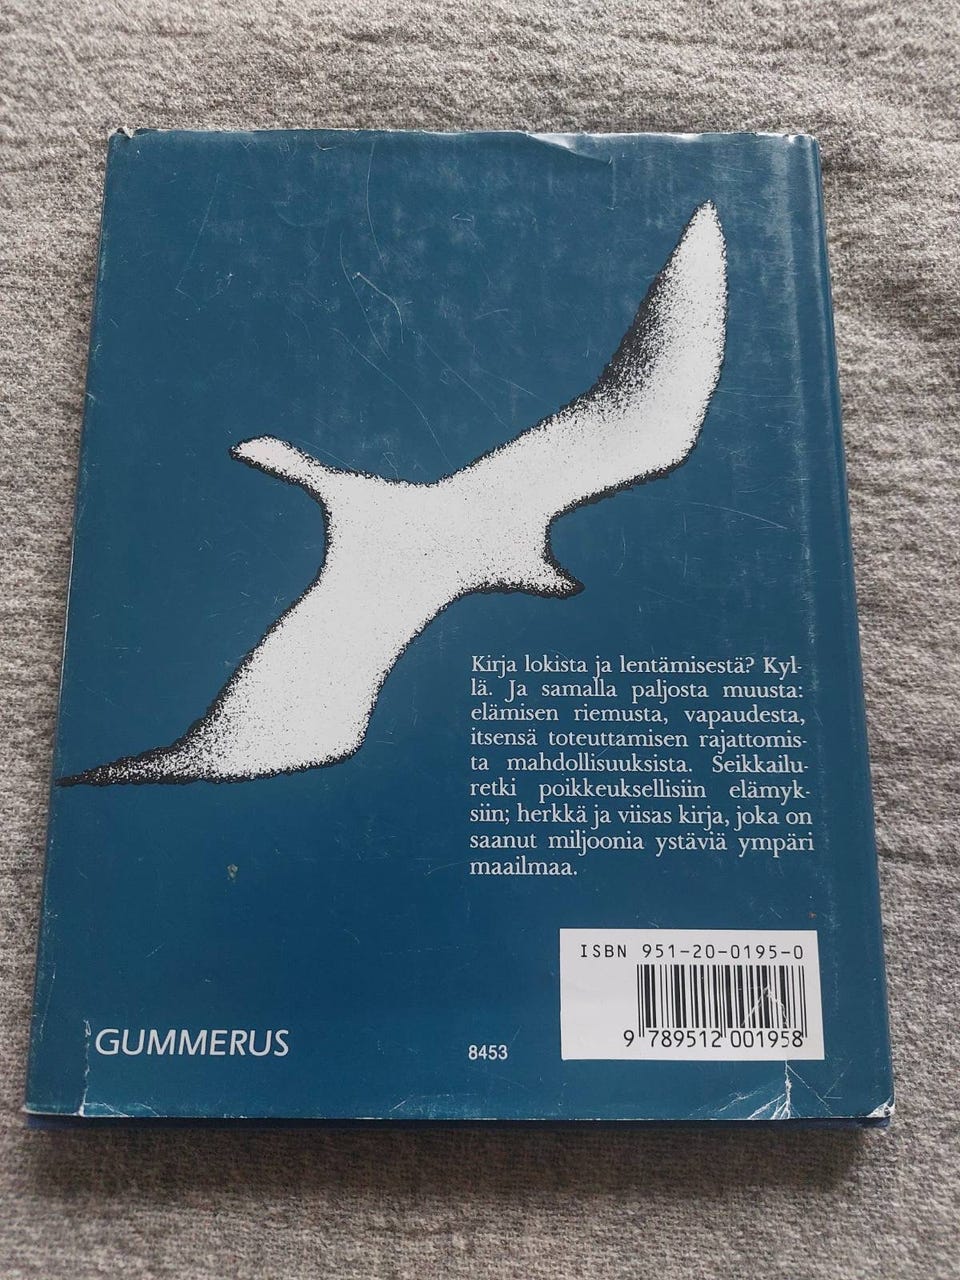 Kirja lokista ja lentämisestä? Kyl-
lä. Ja samalla paljosta muusta:
elämisen riemusta, vapaudesta,
itsensä toteuttamisen rajattomis-
ta mahdollisuuksista. Seikkailu-
retki poikkeuksellisiin elämyk-
siin; herkkä ja viisas kirja, joka on
saanut miljoonia ystäviä ympäri
maailmaa.
ISBN 951-20-0195-0
9 789512 001958
GUMMERUS
8453